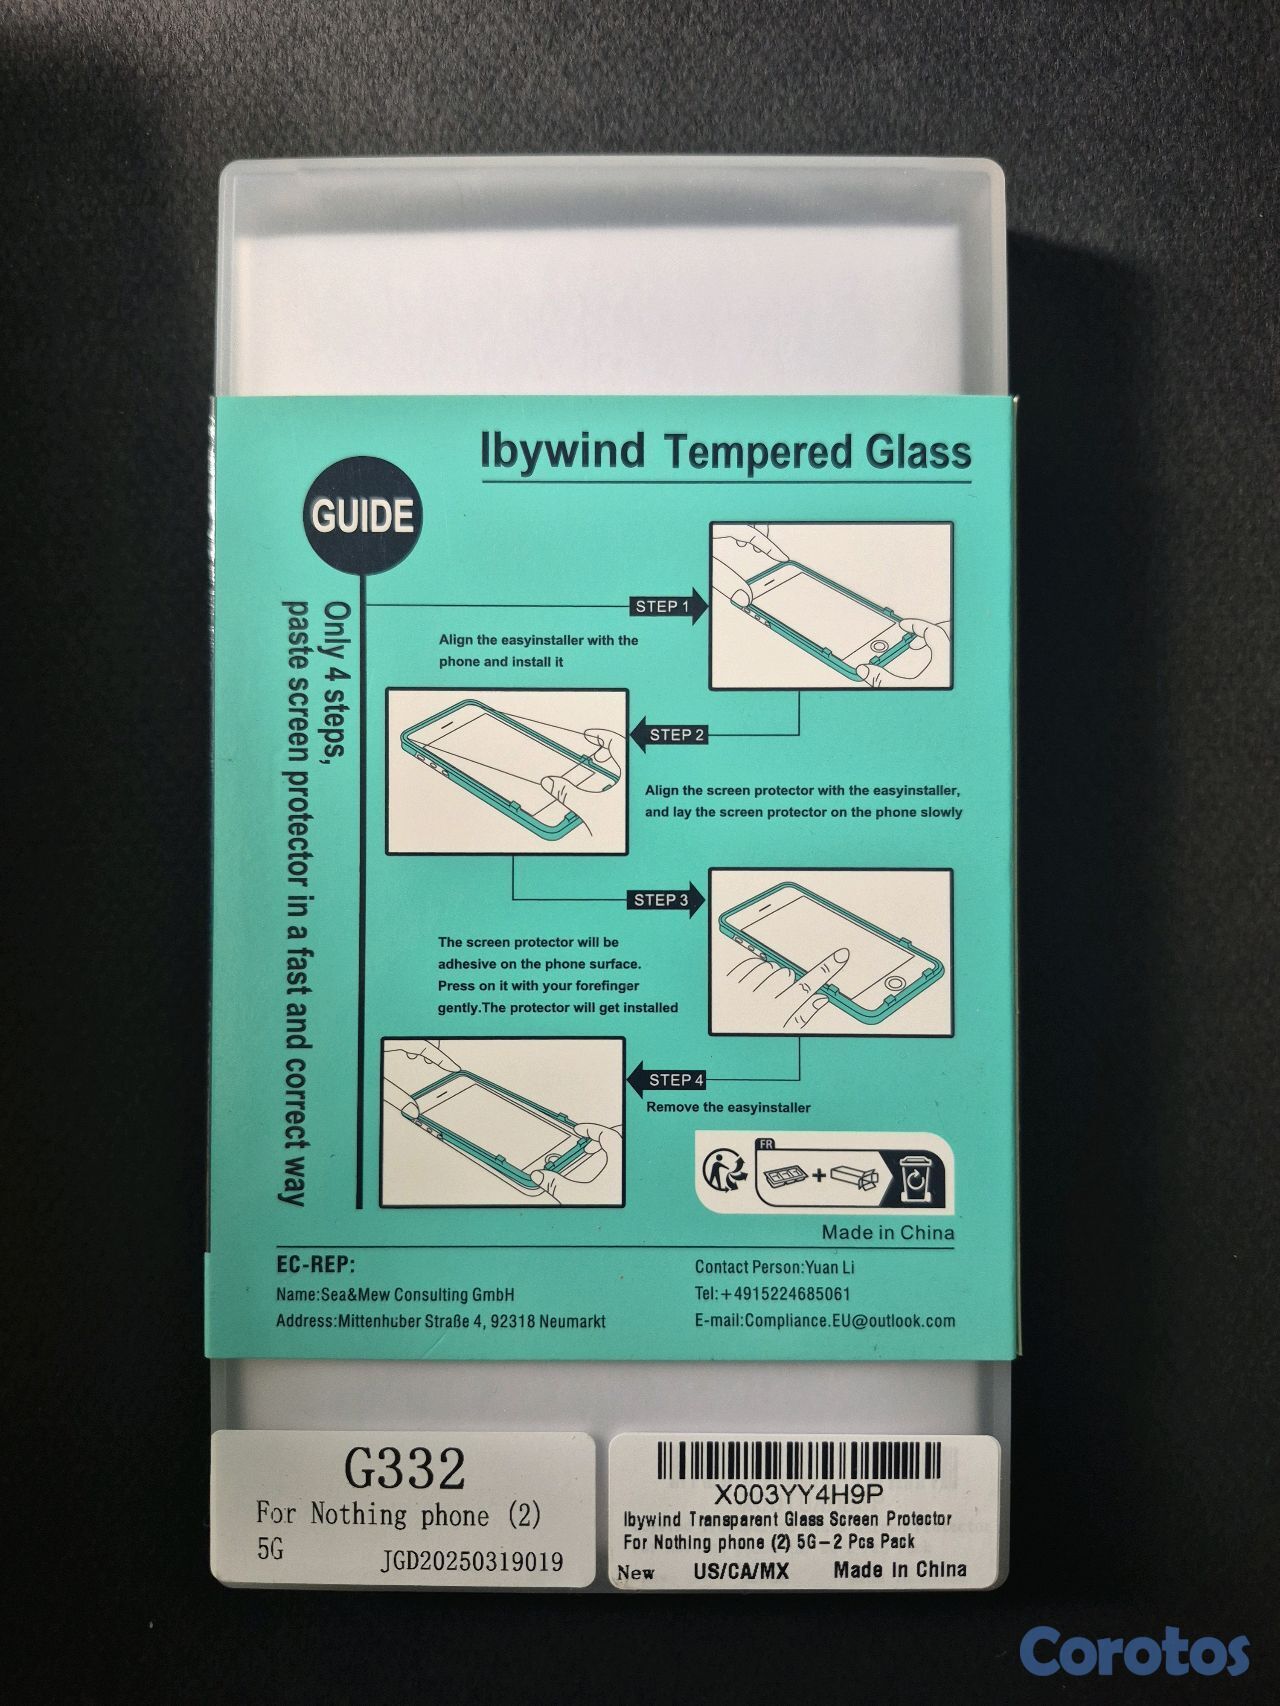 Ibywind Tempered Glass
GUIDE
Only 4 steps,
paste screen protector in a fast and correct way
STEP 1
Align the easyinstaller with the
phone and install it
STEP 2
Align the screen protector with the easyinstaller,
and lay the screen protector on the phone slowly
STEP 3
The screen protector will be
adhesive on the phone surface.
Press on it with your forefinger
gently.The protector will get installed
STEP 4
Remove the easyinstaller
FR
Made in China
EC-REP:
Name:Sea&Mew Consulting GmbH
Address:Mittenhuber Straße 4, 92318 Neumarkt
Contact Person:Yuan Li
Tel:+4915224685061
E-mail:Compliance.EU@outlook.com
G332
For Nothing phone (2)
5G
JGD20250319019
X003YY4H9P
Ibywind Transparent Glass Screen Protector
For Nothing phone (2) 5G-2 Pcs Pack
New US/CA/MX Made in China
Corotos